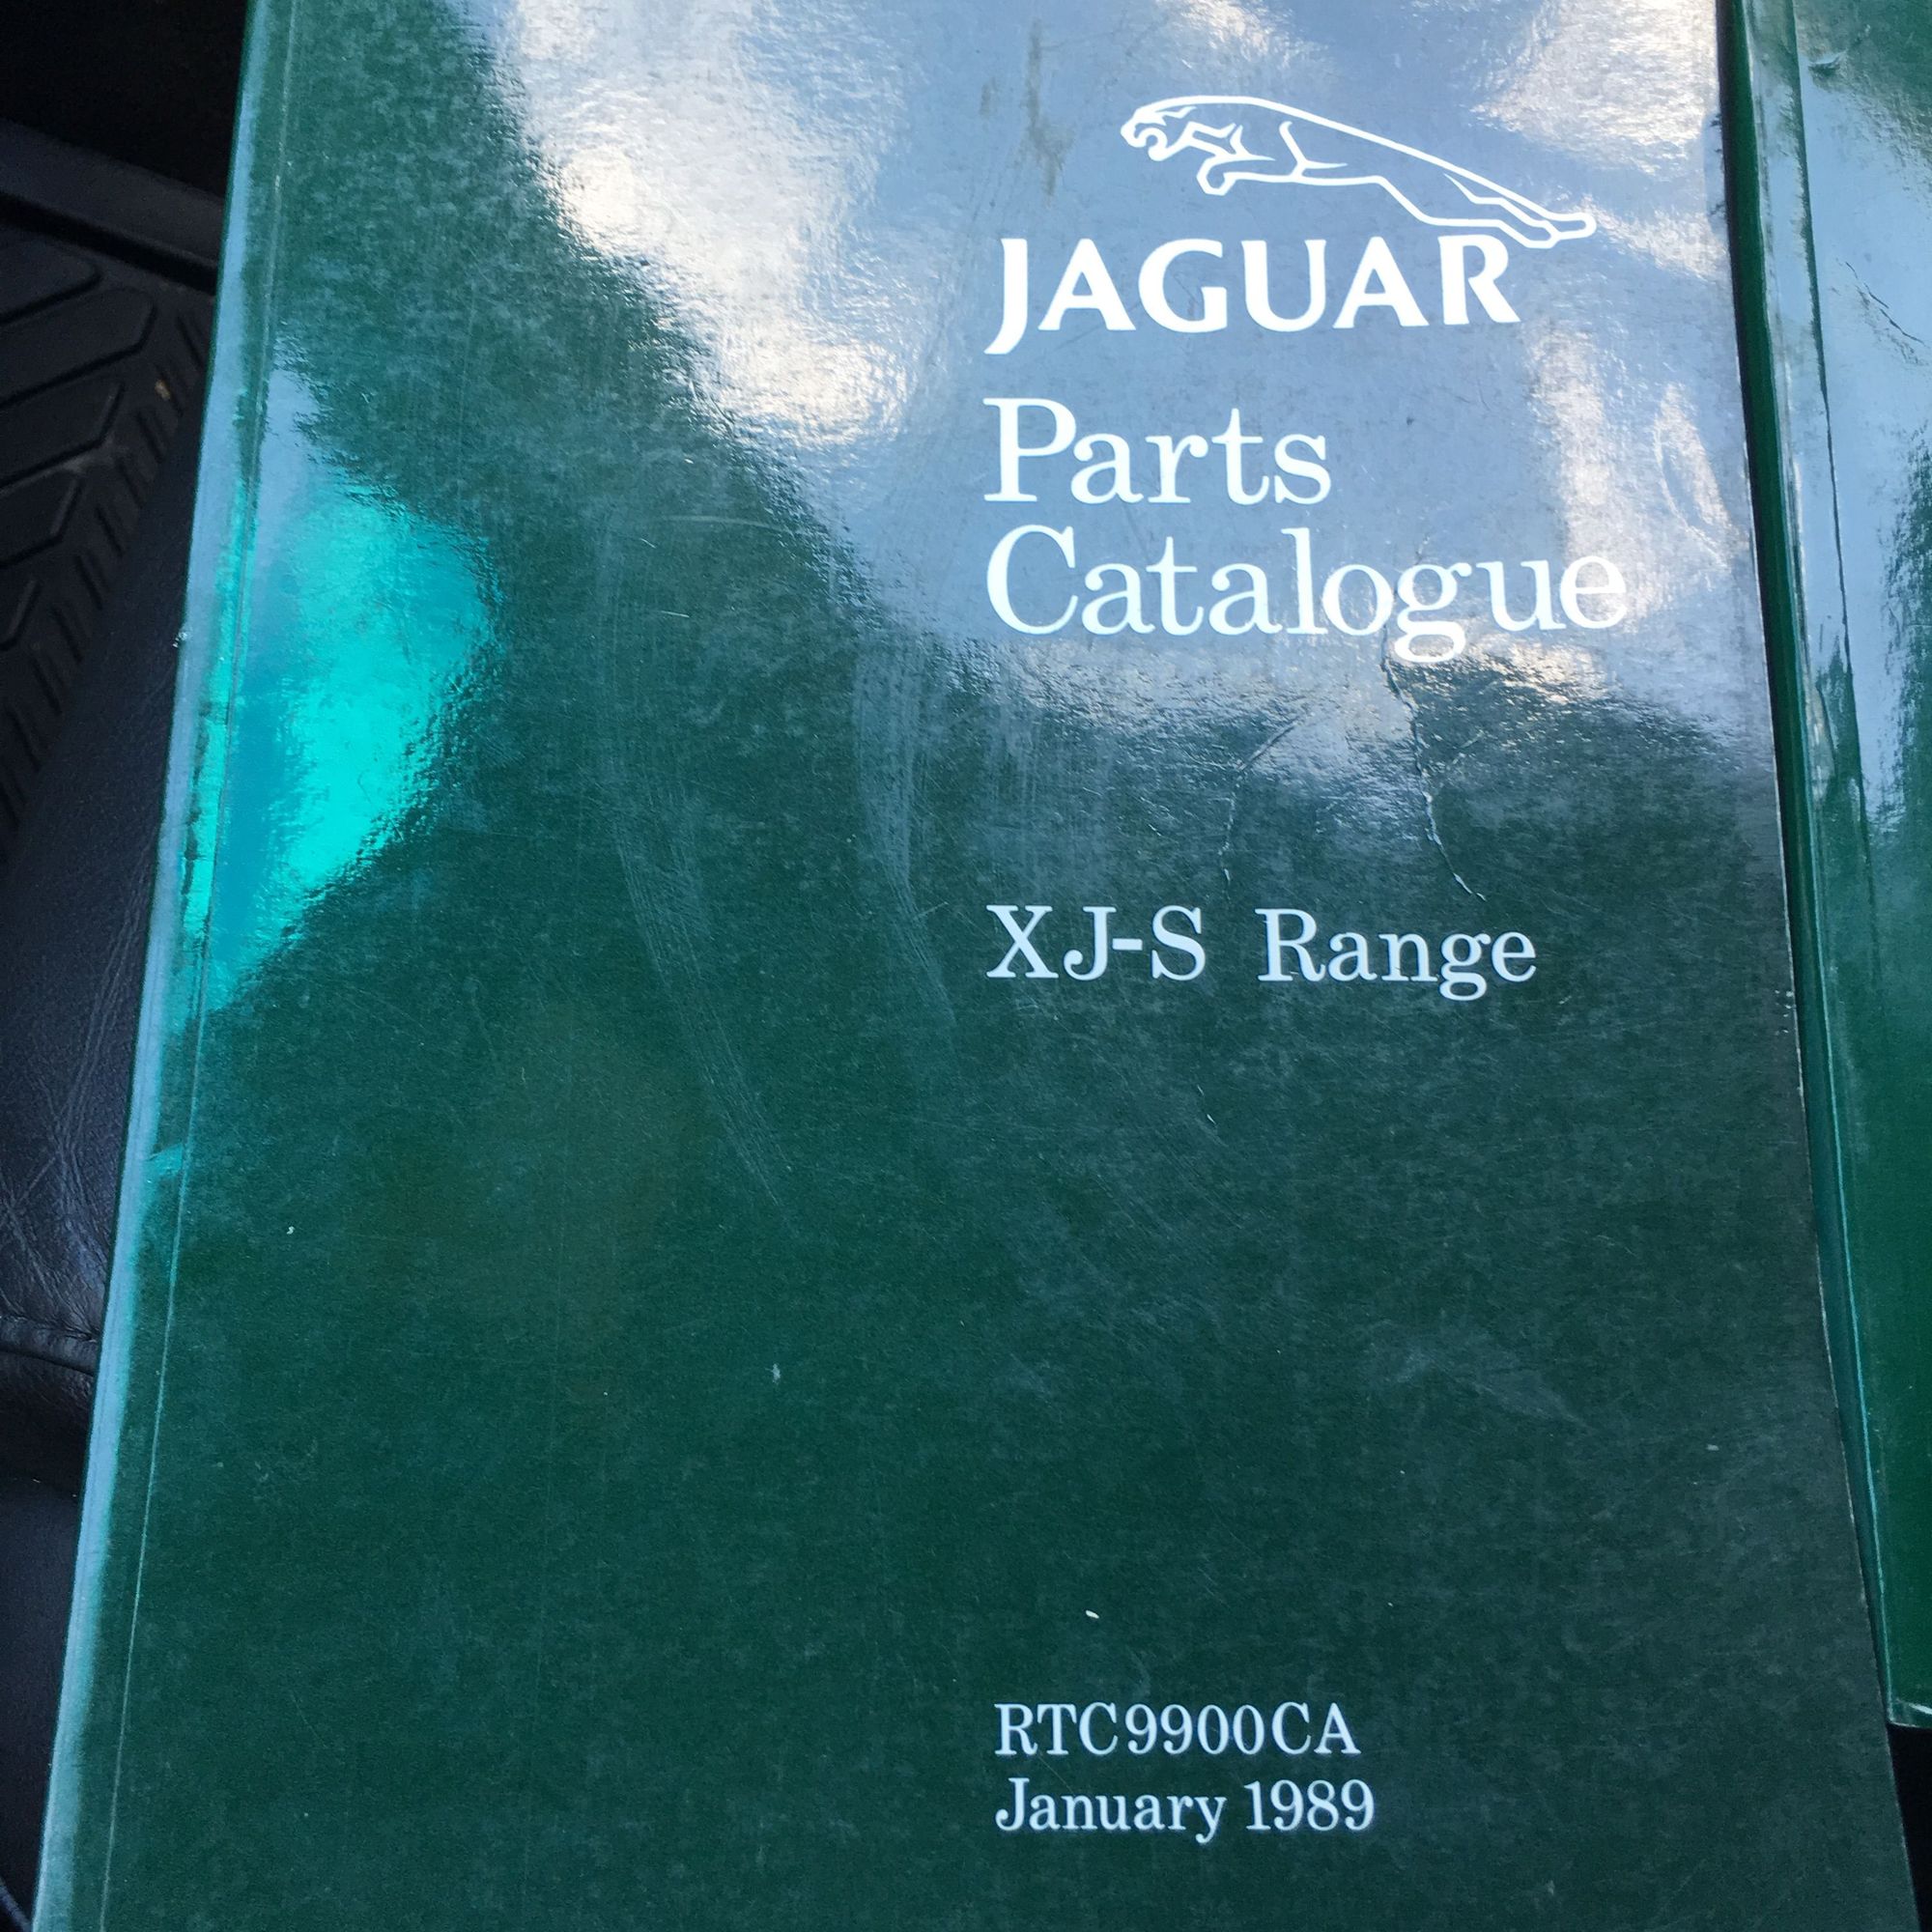 JAGUAR
Parts
Catalogue
XJ-S Range
RTC9900CA
January 1989